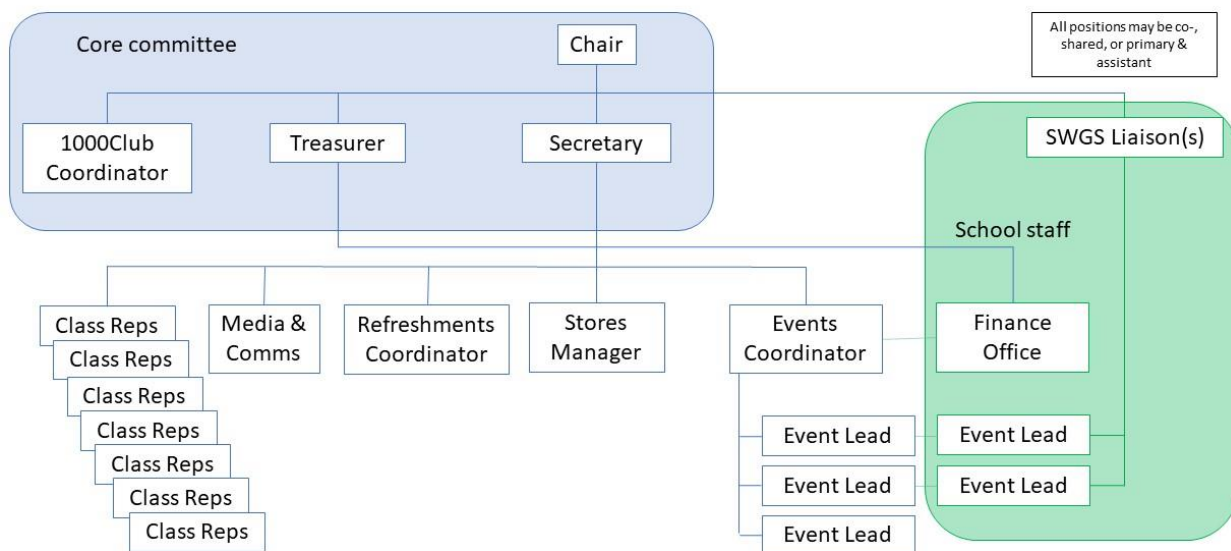 Core committee
Chair
All positions may be co-,
shared, or primary &
assistant
1000Club
Coordinator
Treasurer
Secretary
SWGS Liaison(s)
School staff
Class Reps
Class Reps
Class Reps
Class Reps
Class Reps
Class Reps
Class Reps
Media &
Comms
Refreshments
Coordinator
Stores
Manager
Events
Coordinator
Finance
Office
Event Lead
Event Lead
Event Lead
Event Lead
Event Lead